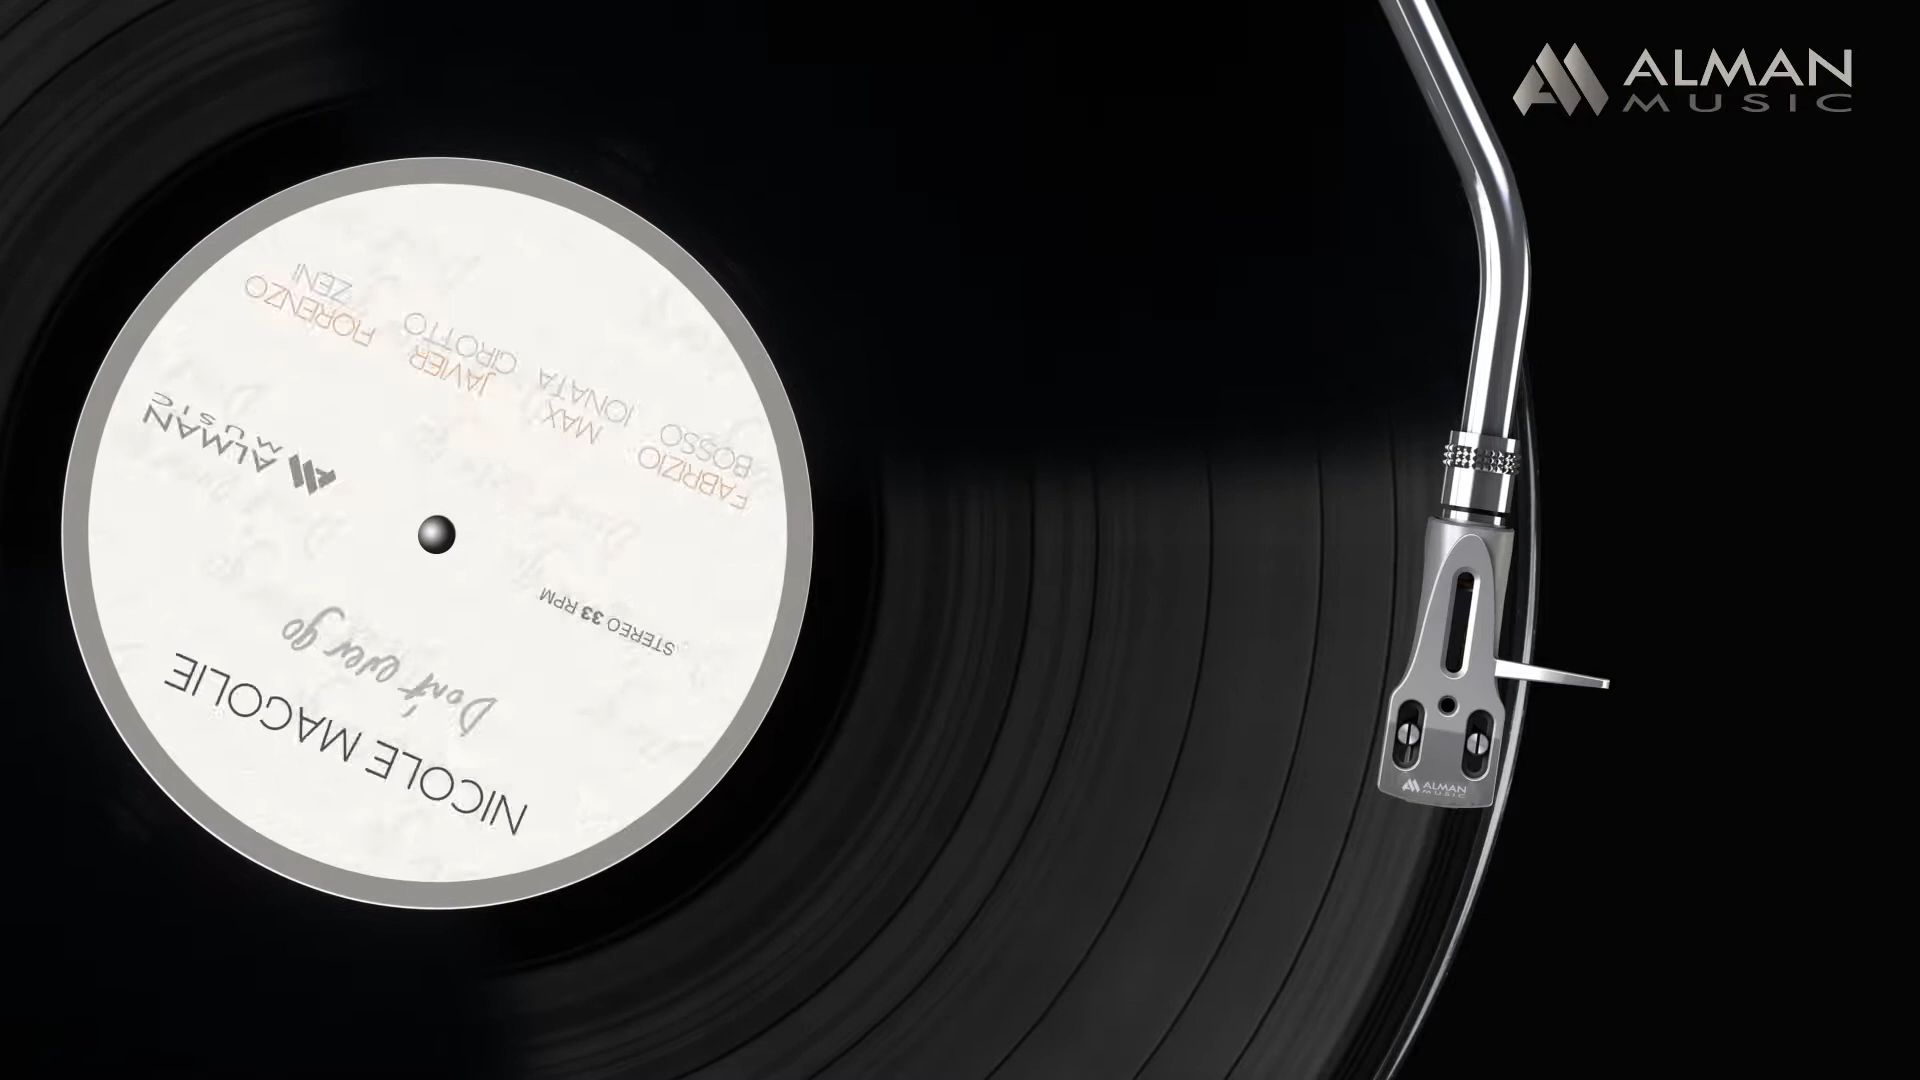 ALMAN
MUSIC
NICOLE MAGOLIE
Don't ever go
STEREO 33 RPM
ALMAN
MUSIC
FABRIZIO
BOSSO
MAX
IONATA
JAVIER
GIROTTO
FIORENZO
ZENI
ALMAN
MUSIC